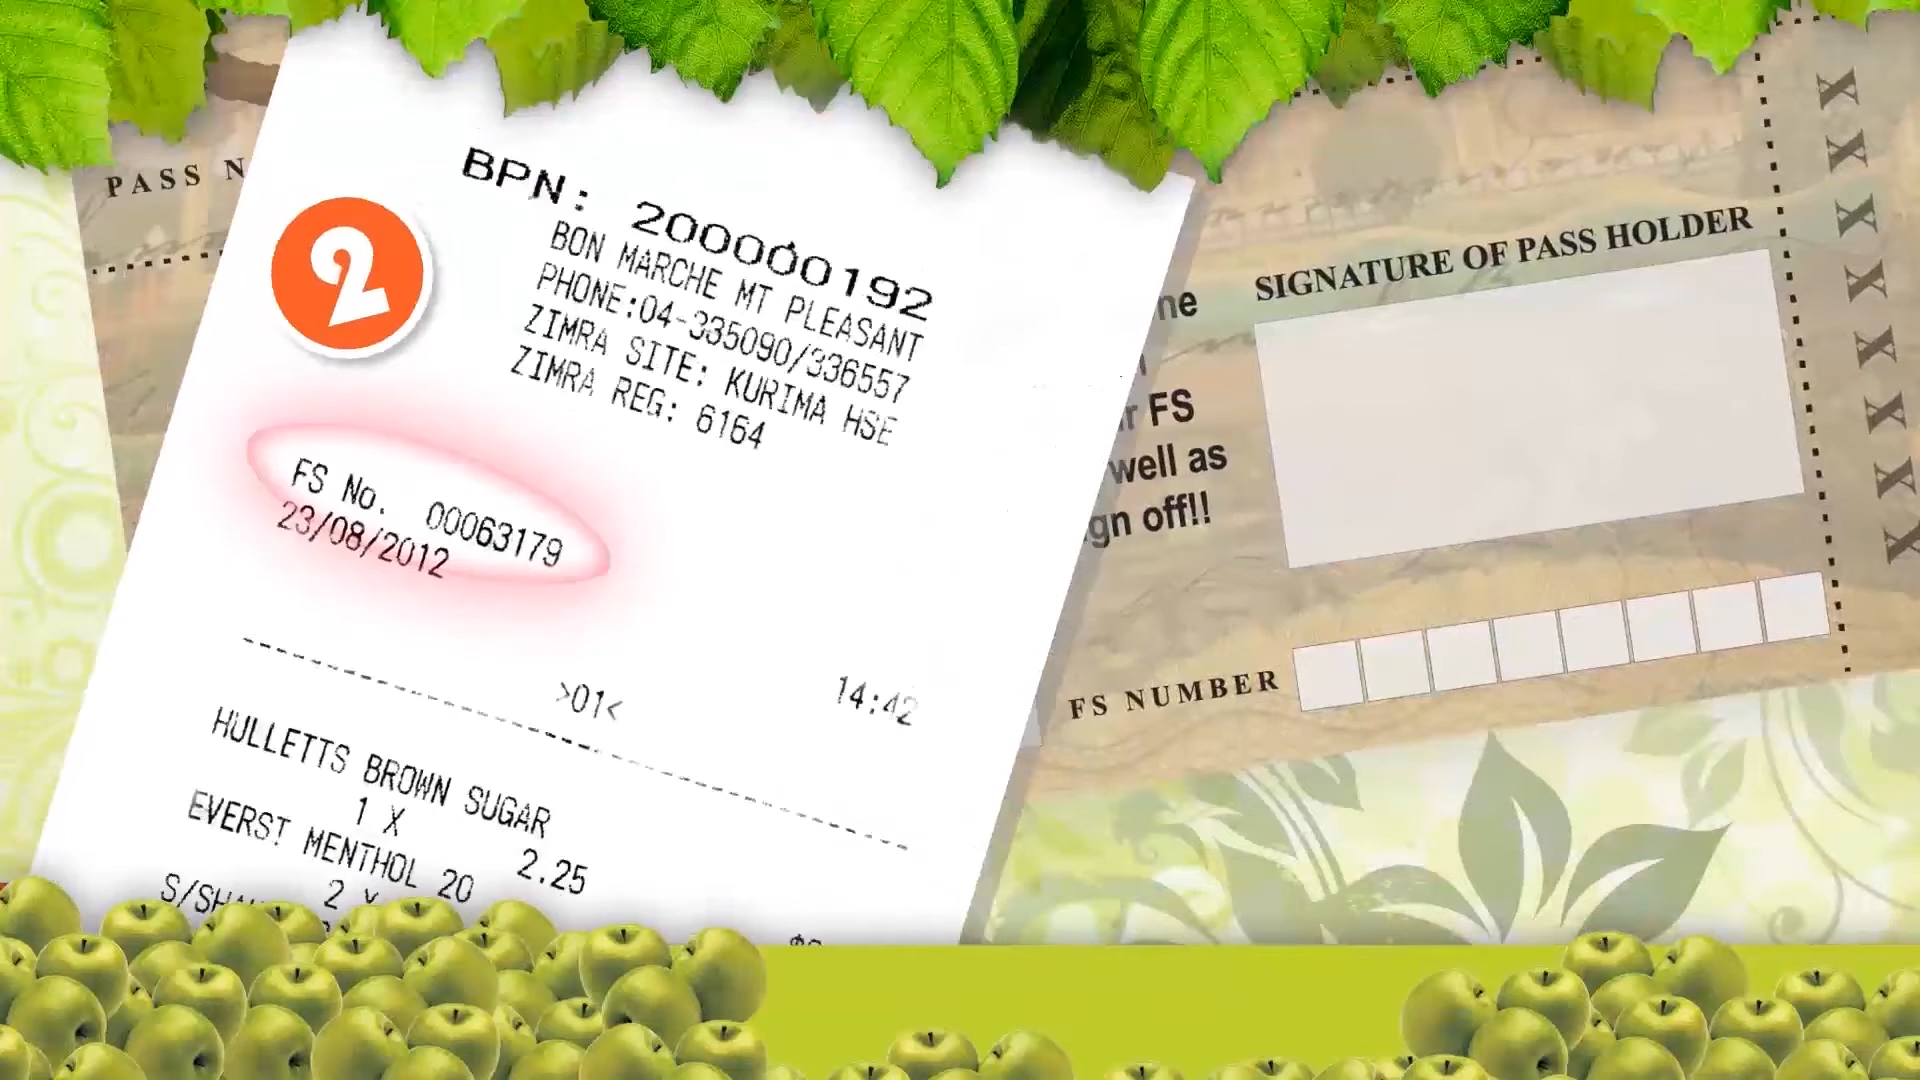 PASS N
2
BPN: 200000192
BON MARCHE MT PLEASANT
PHONE:04-335090/336557
ZIMRA SITE: KURIMA HSE
ZIMRA REG: 6164
FS No. 00063179
23/08/2012
>01< 14:42
HULLETTS BROWN SUGAR
1 X 2.25
EVERST MENTHOL 20
2 X
ne
FS
well as
gn off!!
SIGNATURE OF PASS HOLDER
FS NUMBER
X X X X X X X